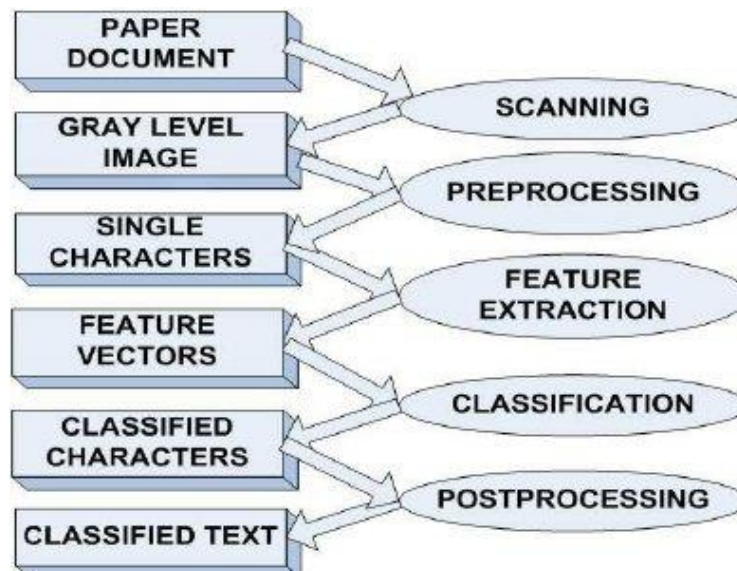 PAPER
DOCUMENT
SCANNING
GRAY LEVEL
IMAGE
PREPROCESSING
SINGLE
CHARACTERS
FEATURE
EXTRACTION
FEATURE
VECTORS
CLASSIFICATION
CLASSIFIED
CHARACTERS
POSTPROCESSING
CLASSIFIED TEXT